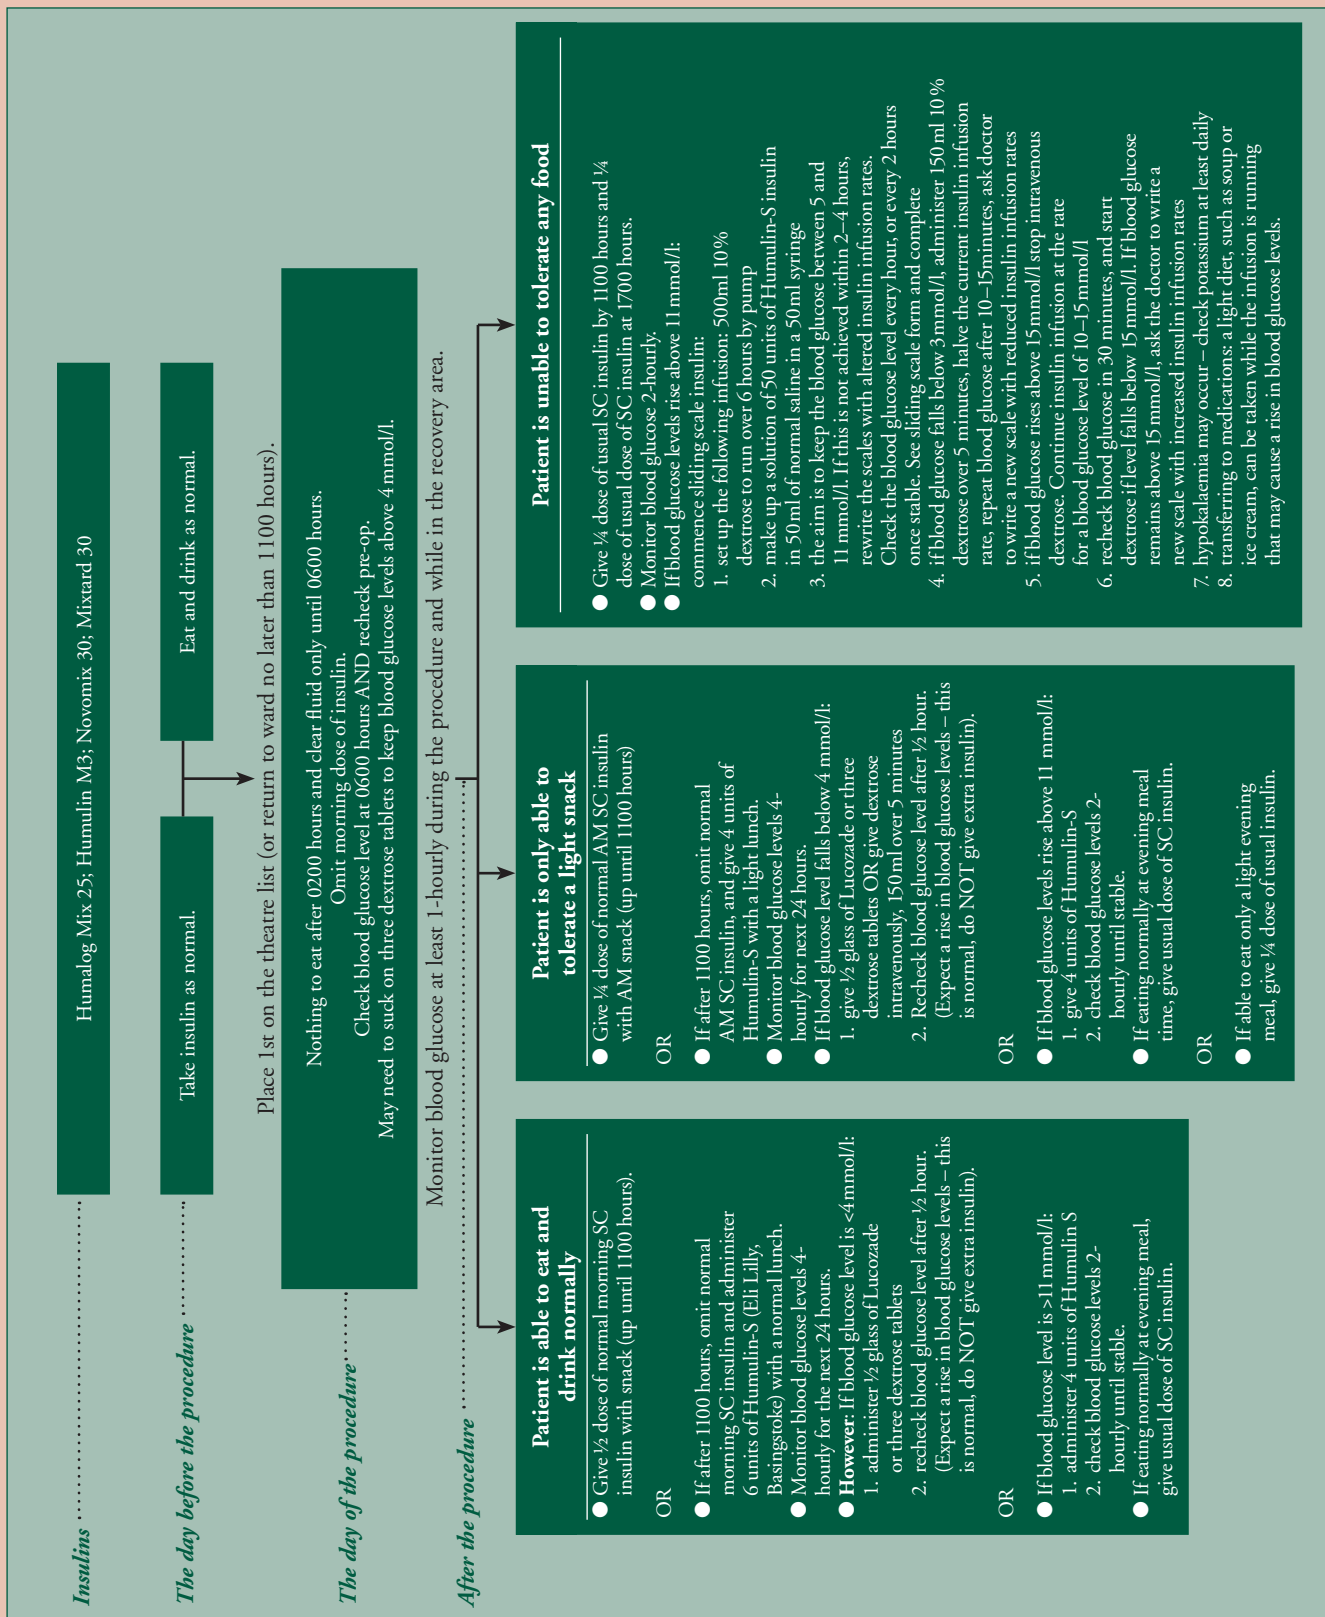 Insulins
Humalog Mix 25; Humulin M3; Novomix 30; Mixtard 30
The day before the procedure
Take insulin as normal.
Eat and drink as normal.
Place 1st on the theatre list (or return to ward no later than 1100 hours).
The day of the procedure
Nothing to eat after 0200 hours and clear fluid only until 0600 hours.
Omit morning dose of insulin.
Check blood glucose level at 0600 hours AND recheck pre-op.
May need to suck on three dextrose tablets to keep blood glucose levels above 4 mmol/l.
Monitor blood glucose at least 1-hourly during the procedure and while in the recovery area.
After the procedure
Patient is able to eat and
drink normally
● Give ½ dose of normal morning SC
insulin with snack (up until 1100 hours).
OR
● If after 1100 hours, omit normal
morning SC insulin and administer
6 units of Humulin-S (Eli Lilly,
Basingstoke) with a normal lunch.
● Monitor blood glucose levels 4-
hourly for the next 24 hours.
● However: If blood glucose level is <4mmol/l:
1. administer ½ glass of Lucozade
or three dextrose tablets
2. recheck blood glucose level after ½ hour.
(Expect a rise in blood glucose levels – this
is normal, do NOT give extra insulin).
OR
● If blood glucose level is >11 mmol/l:
1. administer 4 units of Humulin S
2. check blood glucose levels 2-
hourly until stable.
● If eating normally at evening meal,
give usual dose of SC insulin.
Patient is only able to
tolerate a light snack
● Give ¼ dose of normal AM SC insulin
with AM snack (up until 1100 hours)
OR
● If after 1100 hours, omit normal
AM SC insulin, and give 4 units of
Humulin-S with a light lunch.
● Monitor blood glucose levels 4-
hourly for next 24 hours.
● If blood glucose level falls below 4 mmol/l:
1. give ½ glass of Lucozade or three
dextrose tablets OR give dextrose
intravenously, 150 ml over 5 minutes
2. Recheck blood glucose level after ½ hour.
(Expect a rise in blood glucose levels – this
is normal, do NOT give extra insulin).
OR
● If blood glucose levels rise above 11 mmol/l:
1. give 4 units of Humulin-S
2. check blood glucose levels 2-
hourly until stable.
● If eating normally at evening meal
time, give usual dose of SC insulin.
OR
● If able to eat only a light evening
meal, give ¼ dose of usual insulin.
Patient is unable to tolerate any food
● Give ¼ dose of usual SC insulin by 1100 hours and ¼
dose of usual dose of SC insulin at 1700 hours.
● Monitor blood glucose 2-hourly.
● If blood glucose levels rise above 11 mmol/l:
commence sliding scale insulin:
1. set up the following infusion: 500ml 10%
dextrose to run over 6 hours by pump
2. make up a solution of 50 units of Humulin-S insulin
in 50 ml of normal saline in a 50 ml syringe
3. the aim is to keep the blood glucose between 5 and
11 mmol/l. If this is not achieved within 2–4 hours,
rewrite the scales with altered insulin infusion rates.
Check the blood glucose level every hour, or every 2 hours
once stable. See sliding scale form and complete
4. if blood glucose falls below 3 mmol/l, administer 150 ml 10%
dextrose over 5 minutes, halve the current insulin infusion
rate, repeat blood glucose after 10–15 minutes, ask doctor
to write a new scale with reduced insulin infusion rates
5. if blood glucose rises above 15 mmol/l stop intravenous
dextrose. Continue insulin infusion at the rate
for a blood glucose level of 10–15 mmol/l
6. recheck blood glucose in 30 minutes, and start
dextrose if level falls below 15 mmol/l. If blood glucose
remains above 15 mmol/l, ask the doctor to write a
new scale with increased insulin infusion rates
7. hypokalaemia may occur – check potassium at least daily
8. transferring to medications: a light diet, such as soup or
ice cream, can be taken while the infusion is running
that may cause a rise in blood glucose levels.